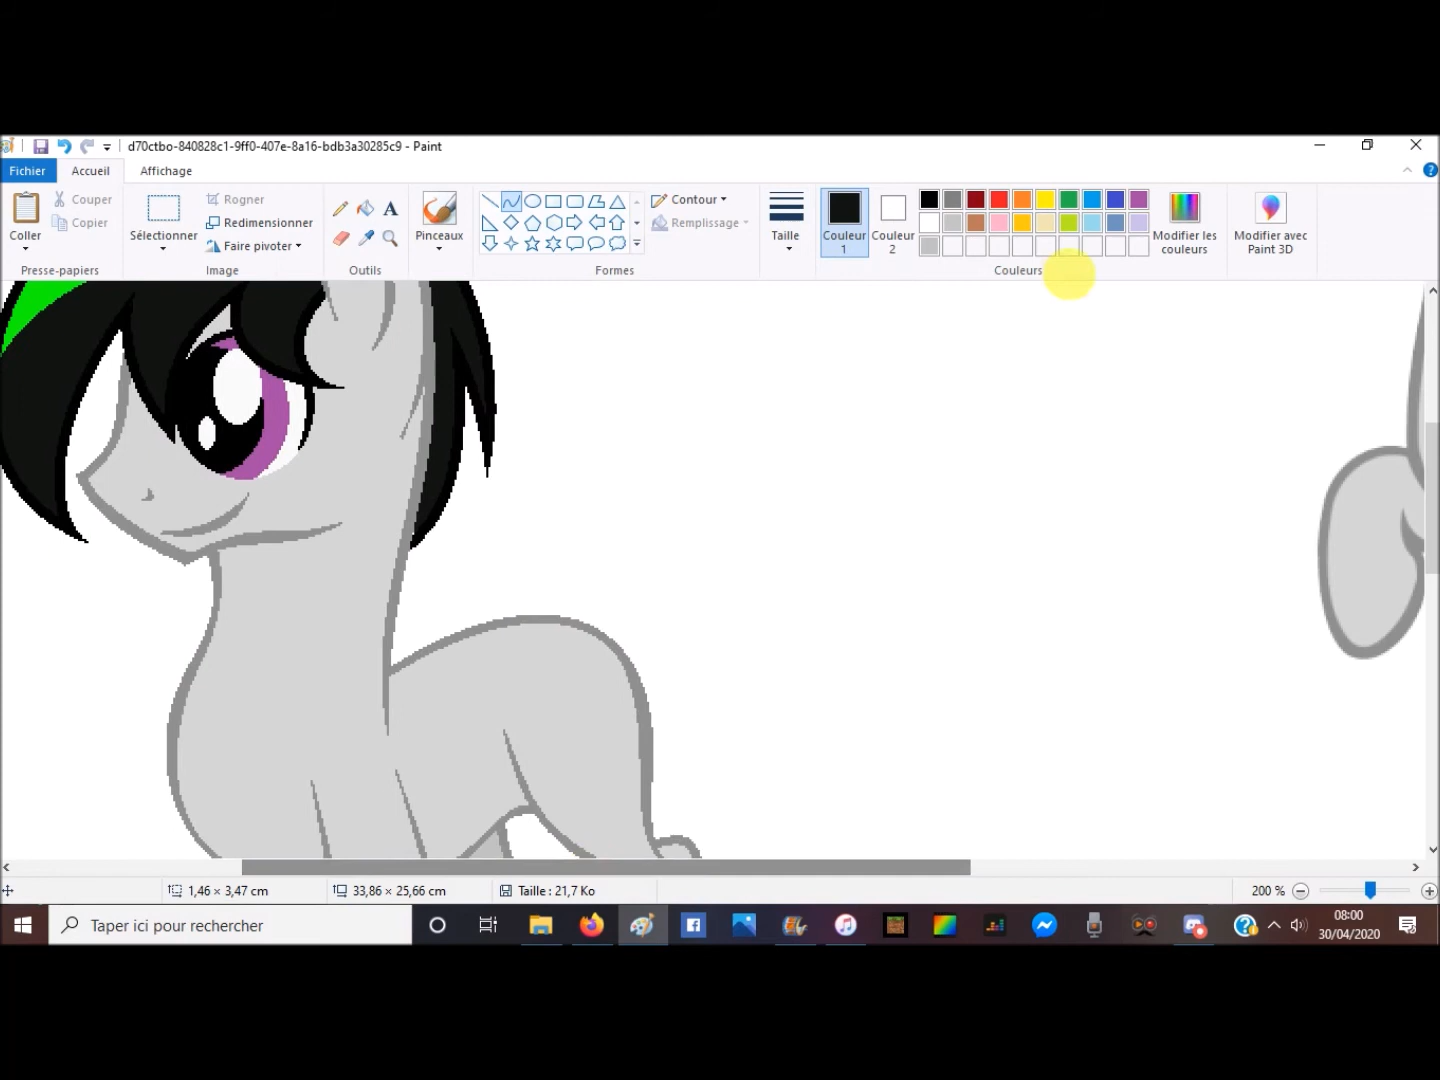 d70ctbo-840828c1-9ff0-407e-8a16-bdb3a30285c9 - Paint
Fichier Accueil Affichage
Coller
Couper
Copier
Presse-papiers
Sélectionner
Rogner
Redimensionner
Faire pivoter
Image
A
Outils
Pinceaux
Contour
Remplissage
Formes
Taille
Couleur
1
Couleur
2
Couleurs
Modifier les
couleurs
Modifier avec
Paint 3D
1,46 × 3,47 cm 33,86 × 25,66 cm Taille : 21,7 Ko 200 %
Taper ici pour rechercher
08:00
30/04/2020